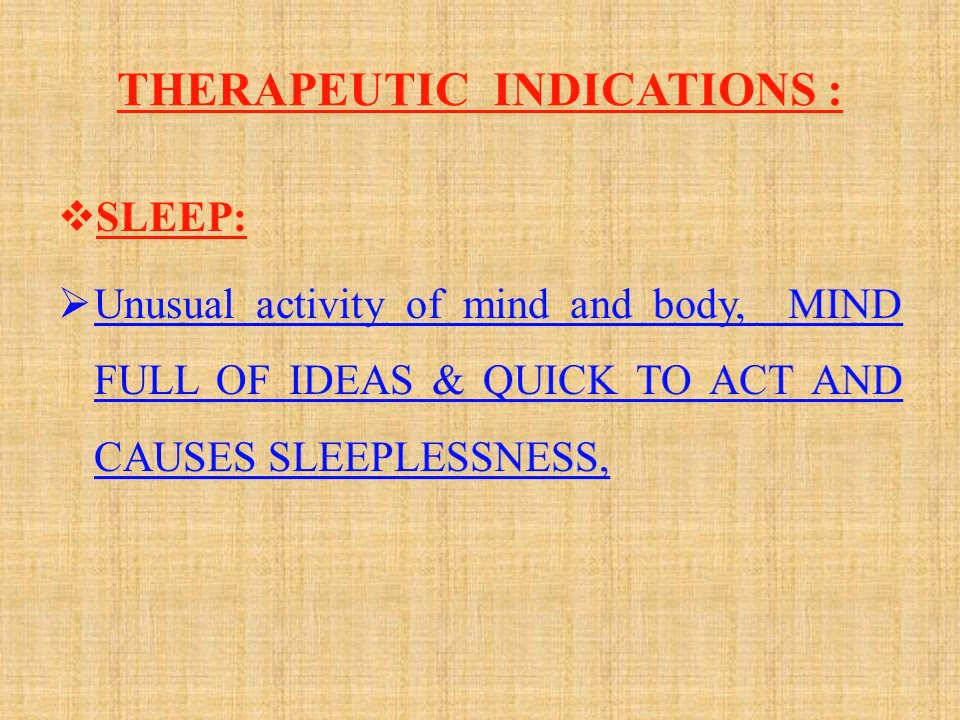 THERAPEUTIC INDICATIONS :
❖SLEEP:
➢Unusual activity of mind and body, MIND
FULL OF IDEAS & QUICK TO ACT AND
CAUSES SLEEPLESSNESS,